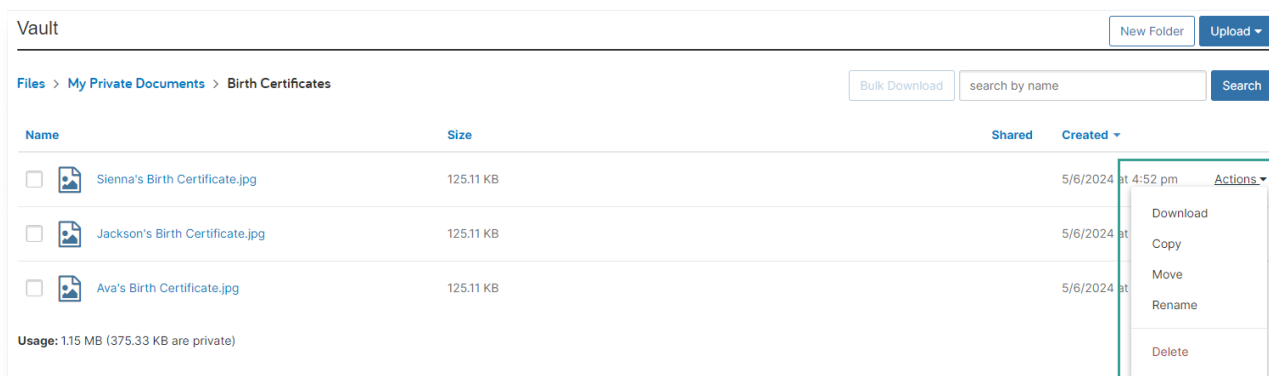 Vault
New Folder
Upload
Files > My Private Documents > Birth Certificates
Bulk Download
search by name
Search
Name Size Shared Created
Sienna's Birth Certificate.jpg 125.11 KB 5/6/2024 at 4:52 pm Actions
Download
Jackson's Birth Certificate.jpg 125.11 KB 5/6/2024 at
Copy
Move
Ava's Birth Certificate.jpg 125.11 KB 5/6/2024 at
Rename
Usage: 1.15 MB (375.33 KB are private)
Delete